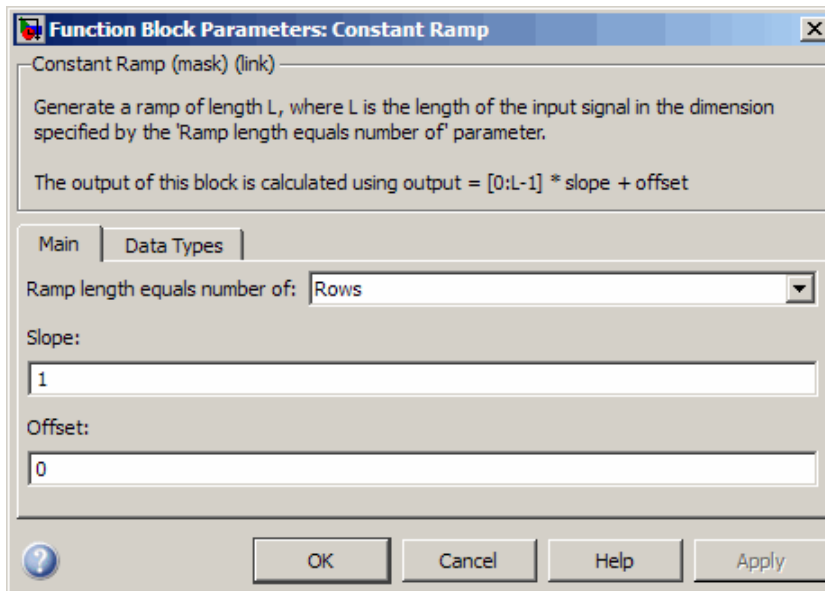 Function Block Parameters: Constant Ramp
Constant Ramp (mask) (link)
Generate a ramp of length L, where L is the length of the input signal in the dimension
specified by the 'Ramp length equals number of' parameter.
The output of this block is calculated using output = [0:L-1] * slope + offset
Main Data Types
Ramp length equals number of: Rows
Slope:
1
Offset:
0
? OK Cancel Help Apply